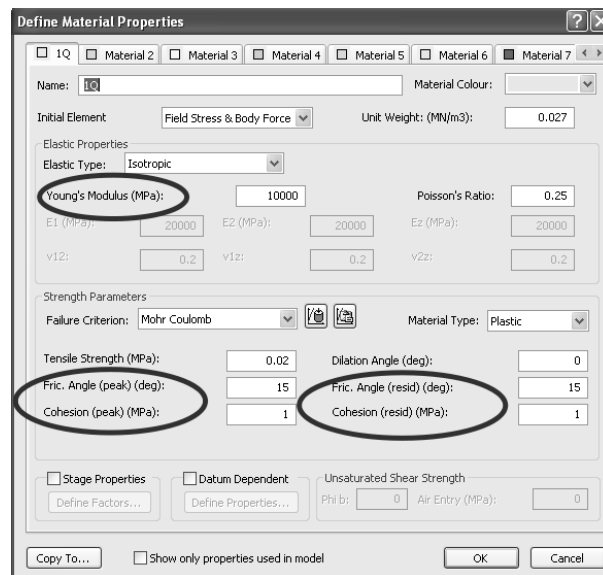 Define Material Properties
1Q Material 2 Material 3 Material 4 Material 5 Material 6 Material 7
Name: 1Q Material Colour:
Initial Element Field Stress & Body Force Unit Weight: (MN/m3): 0.027
Elastic Properties
Elastic Type: Isotropic
Young's Modulus (MPa): 10000 Poisson's Ratio: 0.25
E1 (MPa): 20000 E2 (MPa): 20000 Ez (MPa): 20000
v12: 0.2 v1z: 0.2 v2z: 0.2
Strength Parameters
Failure Criterion: Mohr Coulomb Material Type: Plastic
Tensile Strength (MPa): 0.02 Dilation Angle (deg): 0
Fric. Angle (peak) (deg): 15 Fric. Angle (resid) (deg): 15
Cohesion (peak) (MPa): 1 Cohesion (resid) (MPa): 1
Stage Properties Datum Dependent Unsaturated Shear Strength
Define Factors... Define Properties... Phi b: 0 Air Entry (MPa): 0
Copy To... Show only properties used in model OK Cancel